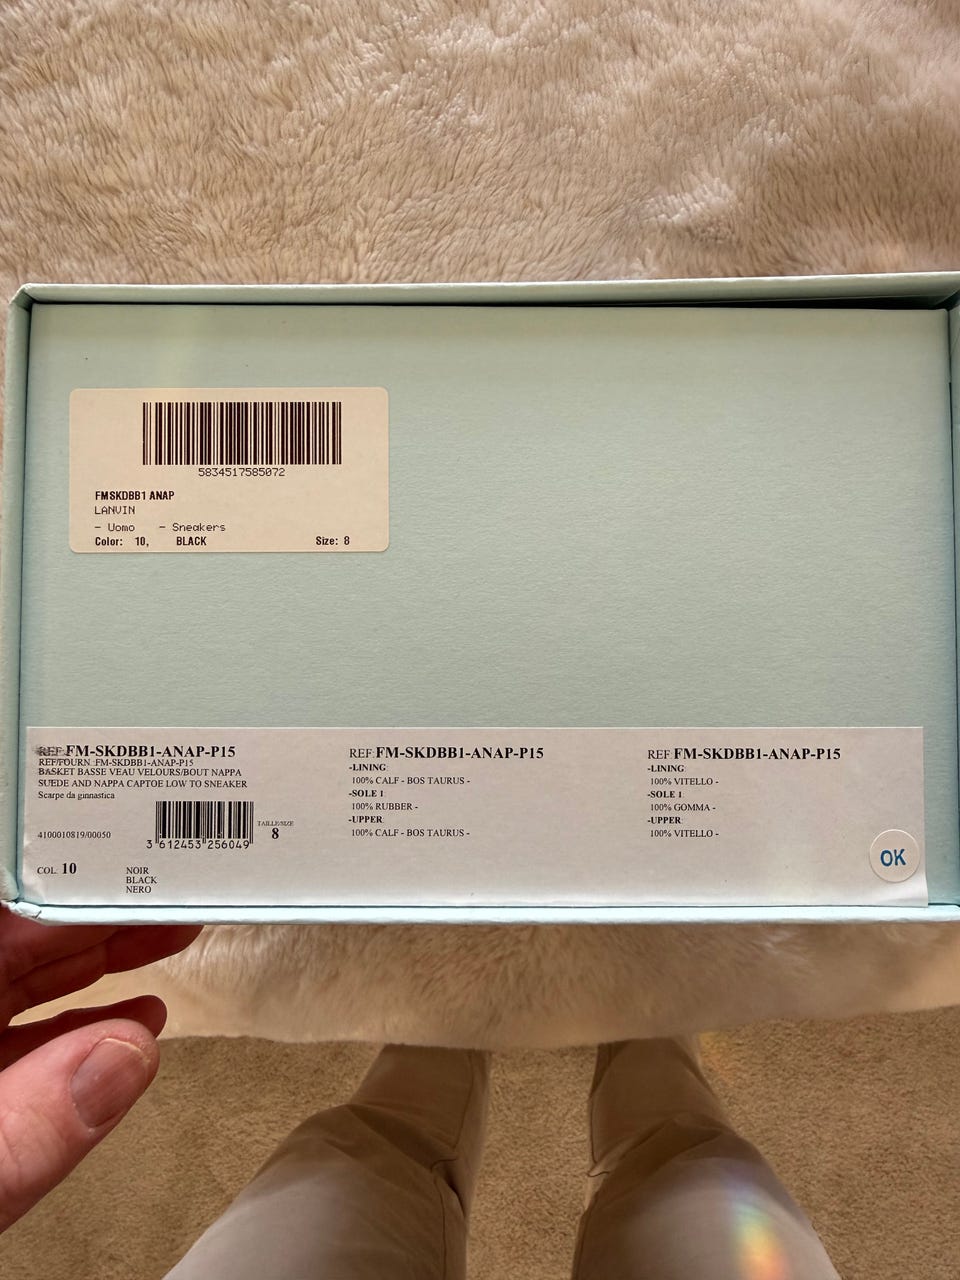 5834517585072
FMSKDBB1 ANAP
LANVIN
- Uomo - Sneakers
Color: 10, BLACK Size: 8
REF:FM-SKDBB1-ANAP-P15
REF/FOURN :FM-SKDBB1-ANAP-P15
BASKET BASSE VEAU VELOURS/BOUT NAPPA
SUEDE AND NAPPA CAPTOE LOW TO SNEAKER
Scarpe da ginnastica
4100010819/00050
3 612453 256049
TAILLE/SIZE
8
COL 10
NOIR
BLACK
NERO
REF:FM-SKDBB1-ANAP-P15
-LINING:
100% CALF - BOS TAURUS -
-SOLE 1:
100% RUBBER -
-UPPER:
100% CALF - BOS TAURUS -
REF:FM-SKDBB1-ANAP-P15
-LINING:
100% VITELLO -
-SOLE 1:
100% GOMMA -
-UPPER:
100% VITELLO -
OK